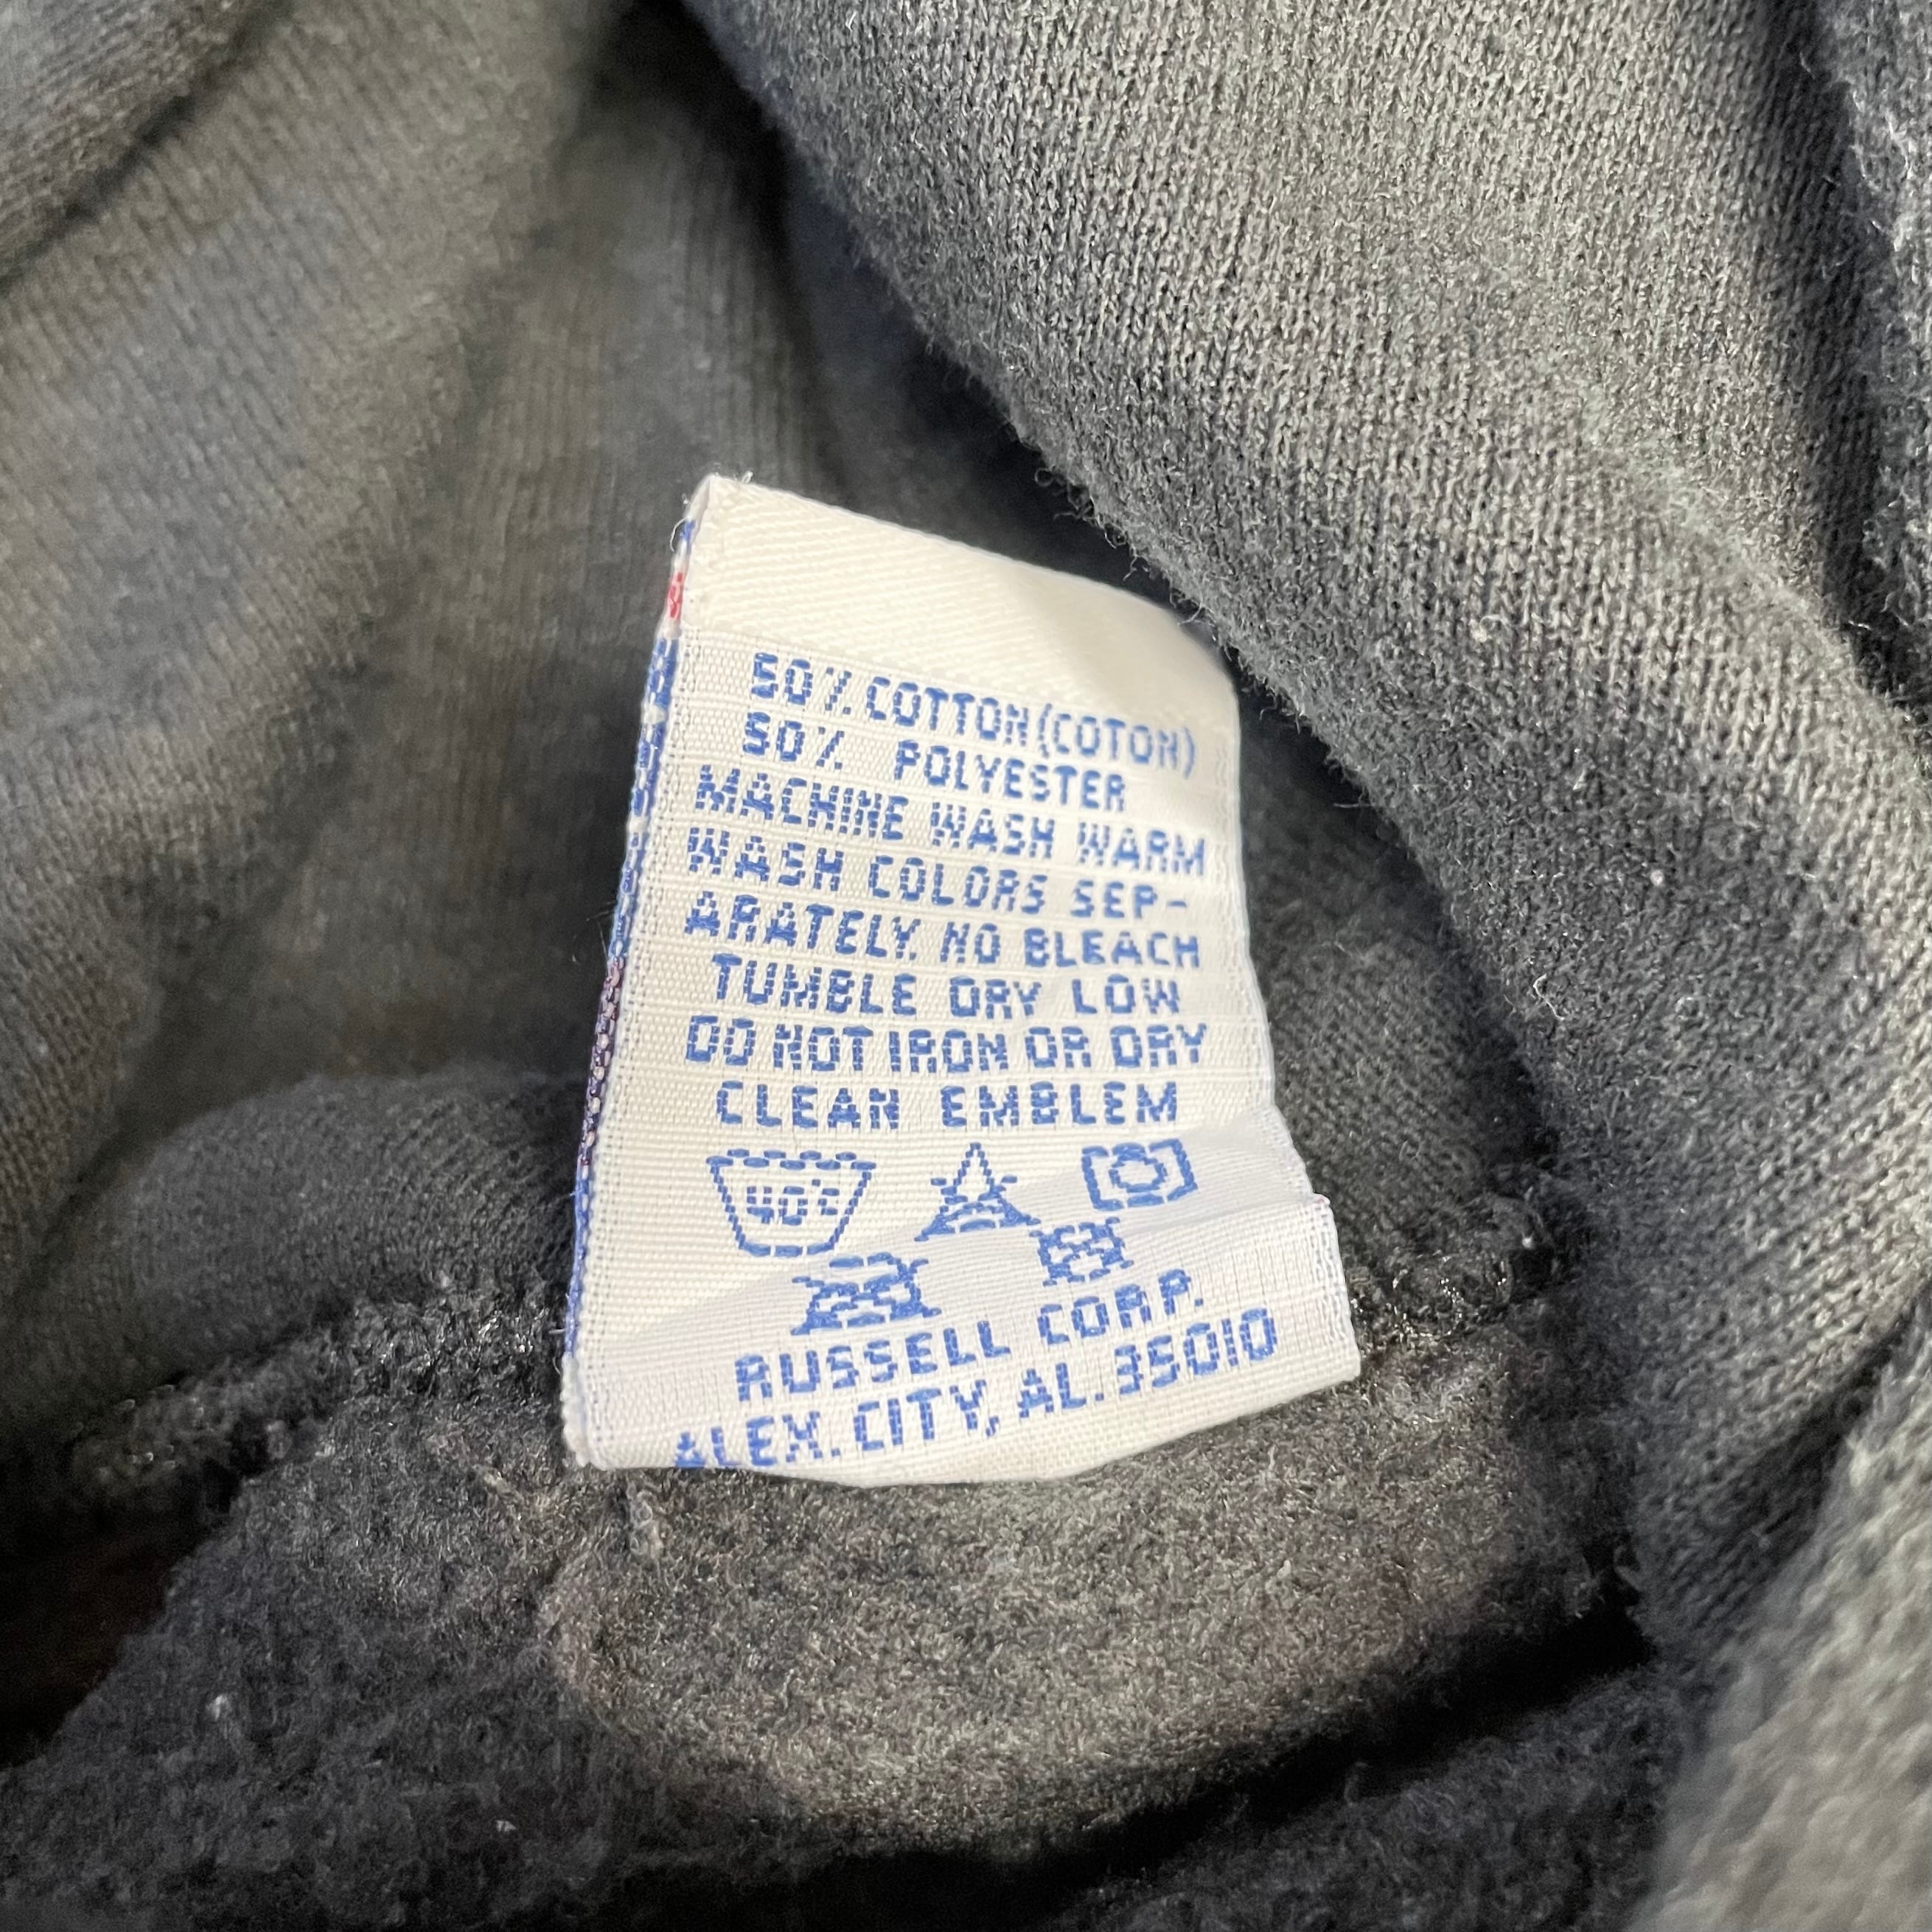 50% COTTON (COTON)
50% POLYESTER
MACHINE WASH WARM
WASH COLORS SEP-
ARATELY. NO BLEACH
TUMBLE DRY LOW
DO NOT IRON OR DRY
CLEAN EMBLEM
40°C
RUSSELL CORP.
ALEX. CITY, AL. 35010